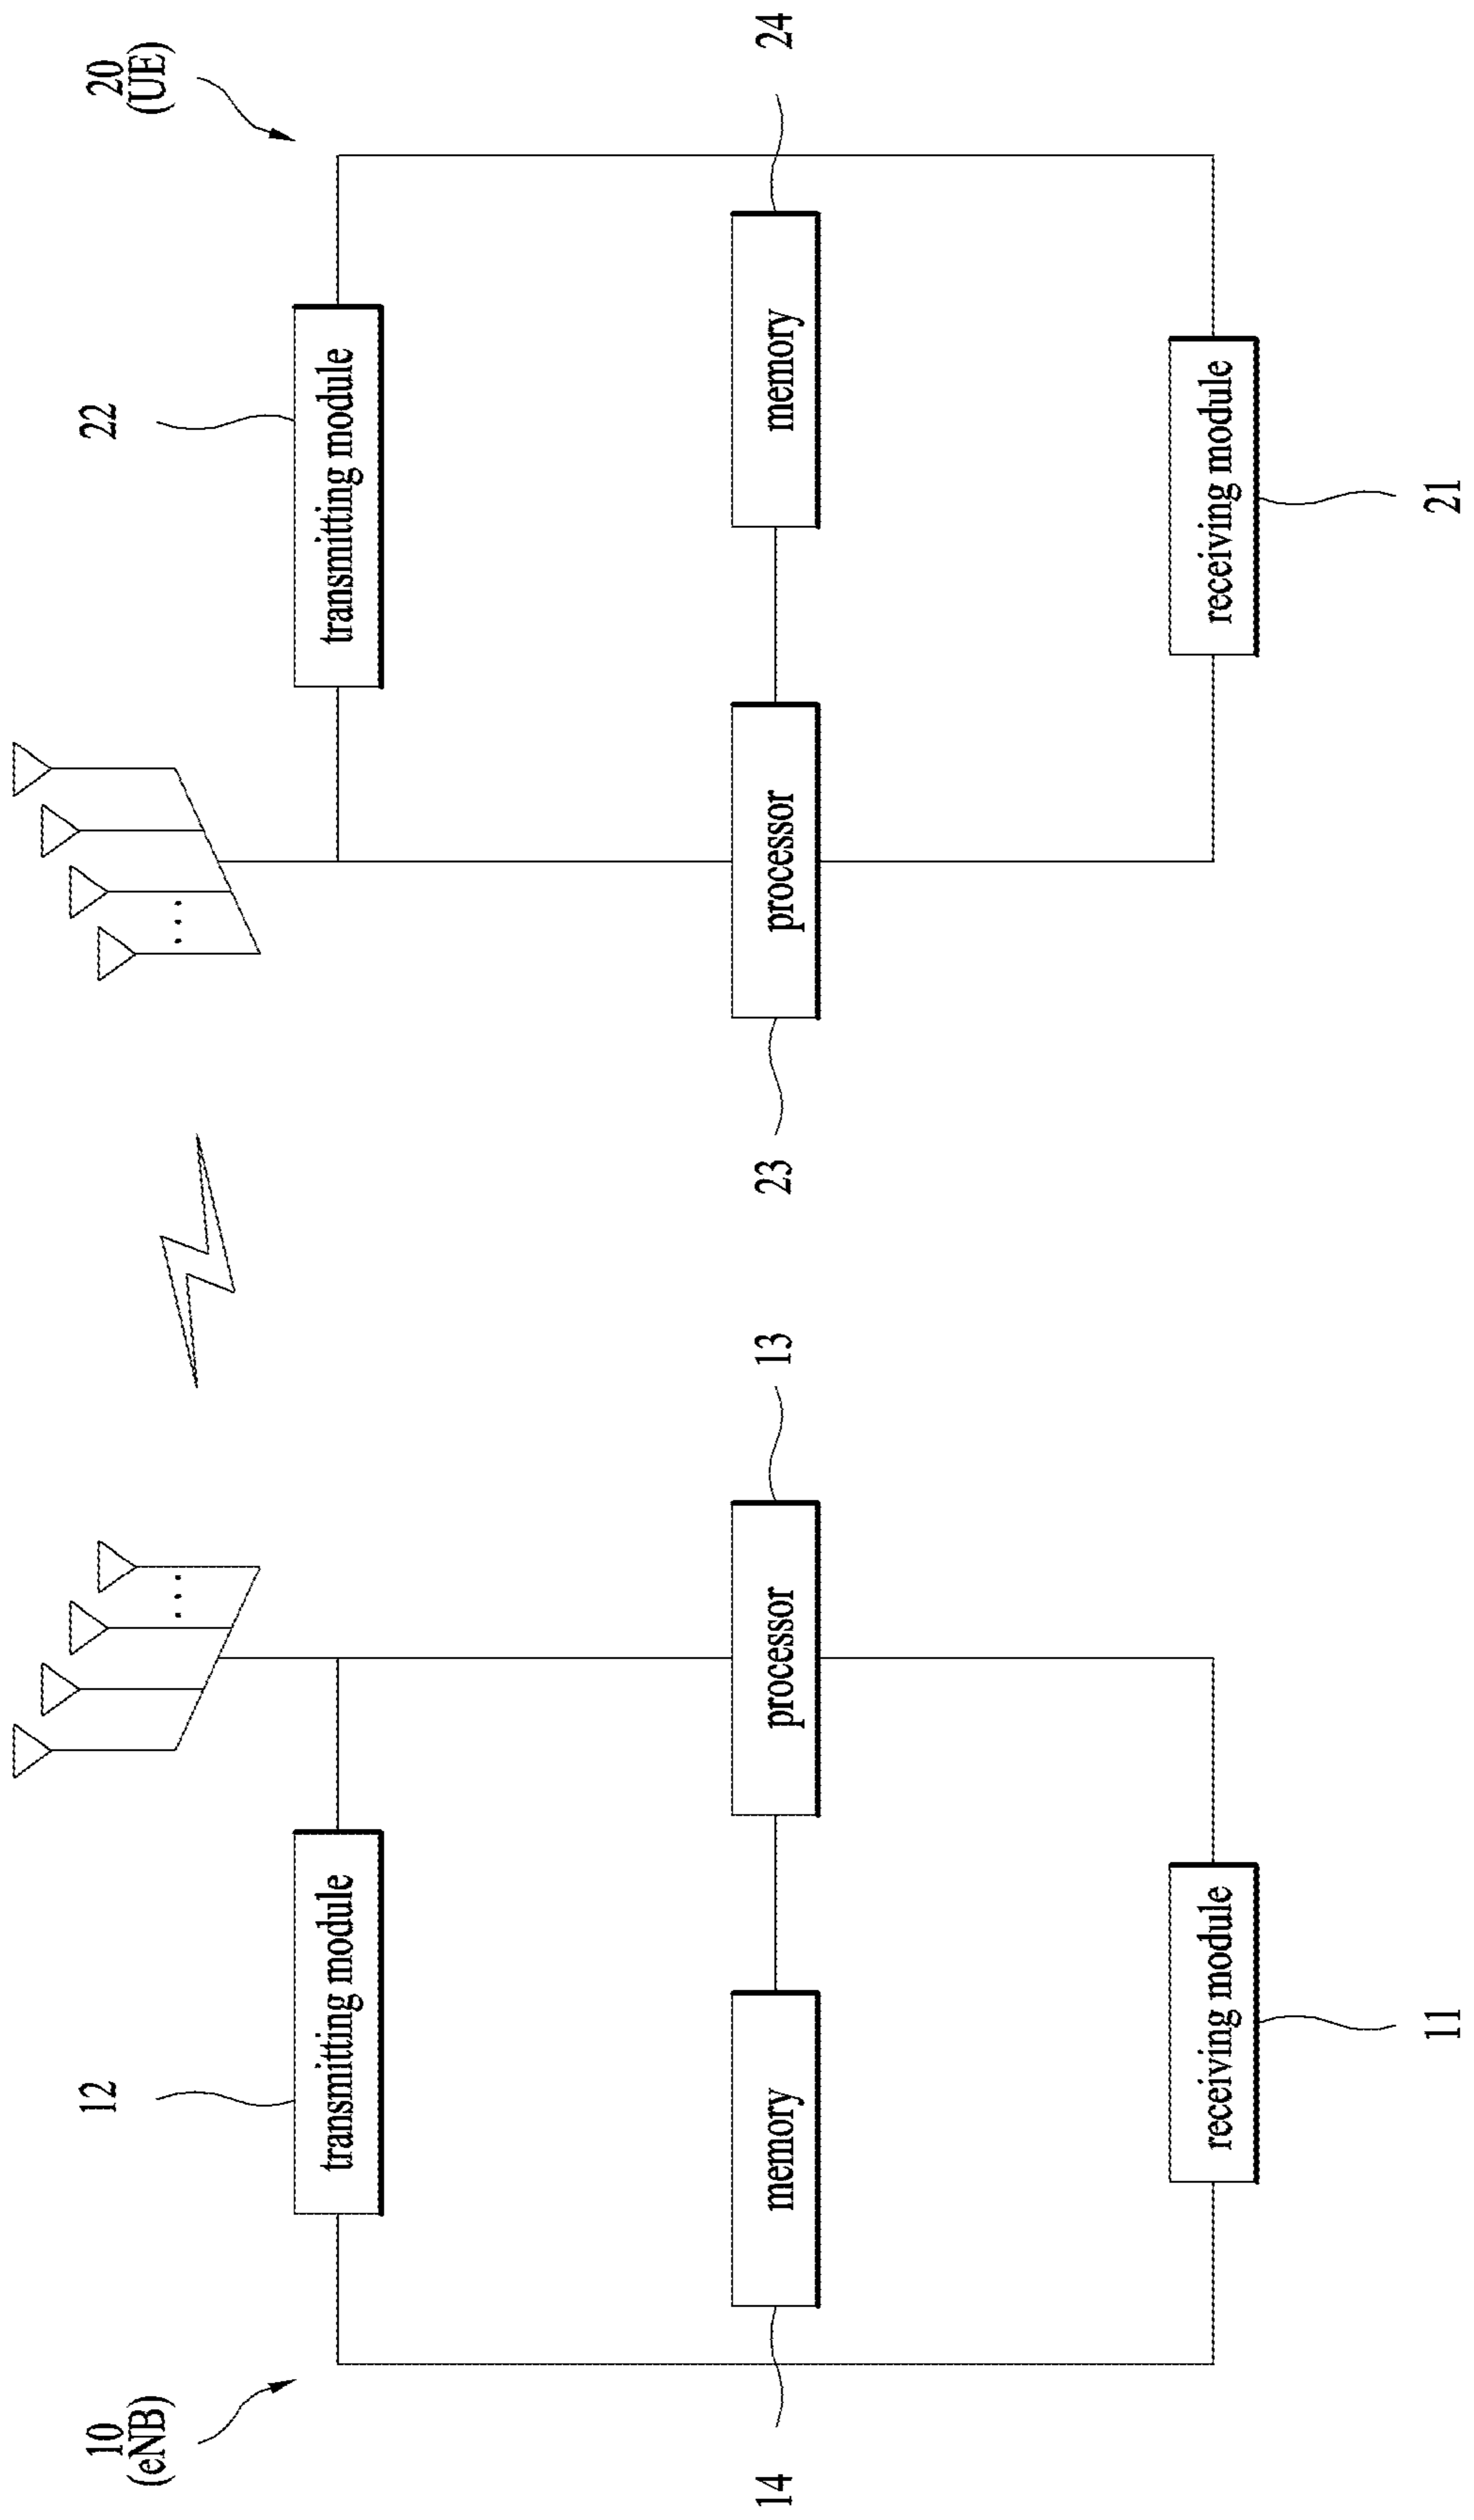 10
(eNB)
20
(UE)
12
transmitting module
22
transmitting module
13
23
14
memory
processor
processor
memory
24
receiving module
11
receiving module
21